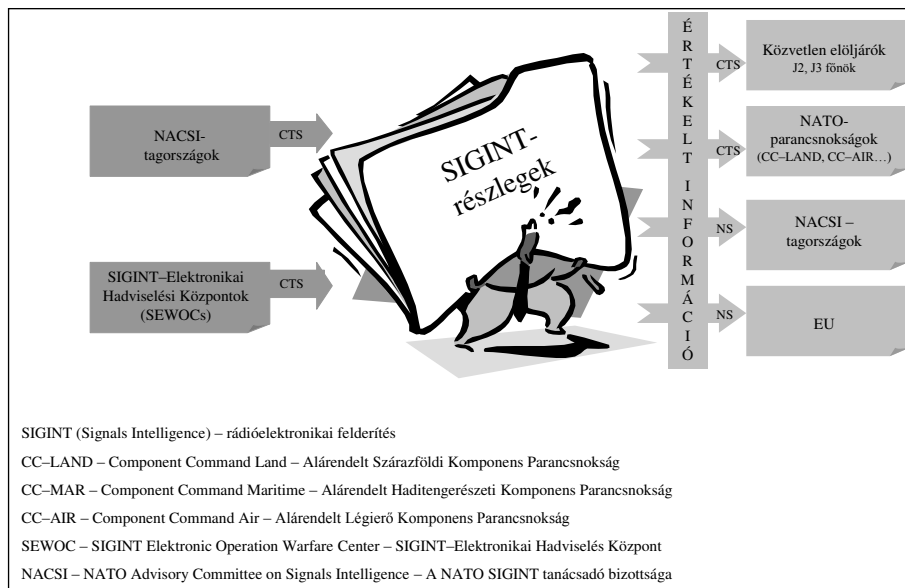 NACSI-
tagországok
CTS
SIGINT–Elektronikai
Hadviselési Központok
(SEWOCs)
CTS
SIGINT-
részlegek
ÉRTÉKELT INFORMÁCIÓ
CTS
Közvetlen elöljárók
J2, J3 főnök
CTS
NATO-
parancsnokságok
(CC–LAND, CC–AIR…)
NS
NACSI –
tagországok
NS
EU
SIGINT (Signals Intelligence) – rádióelektronikai felderítés
CC–LAND – Component Command Land – Alárendelt Szárazföldi Komponens Parancsnokság
CC–MAR – Component Command Maritime – Alárendelt Haditengerészeti Komponens Parancsnokság
CC–AIR – Component Command Air – Alárendelt Légierő Komponens Parancsnokság
SEWOC – SIGINT Elektronic Operation Warfare Center – SIGINT–Elektronikai Hadviselés Központ
NACSI – NATO Advisory Committee on Signals Intelligence – A NATO SIGINT tanácsadó bizottsága